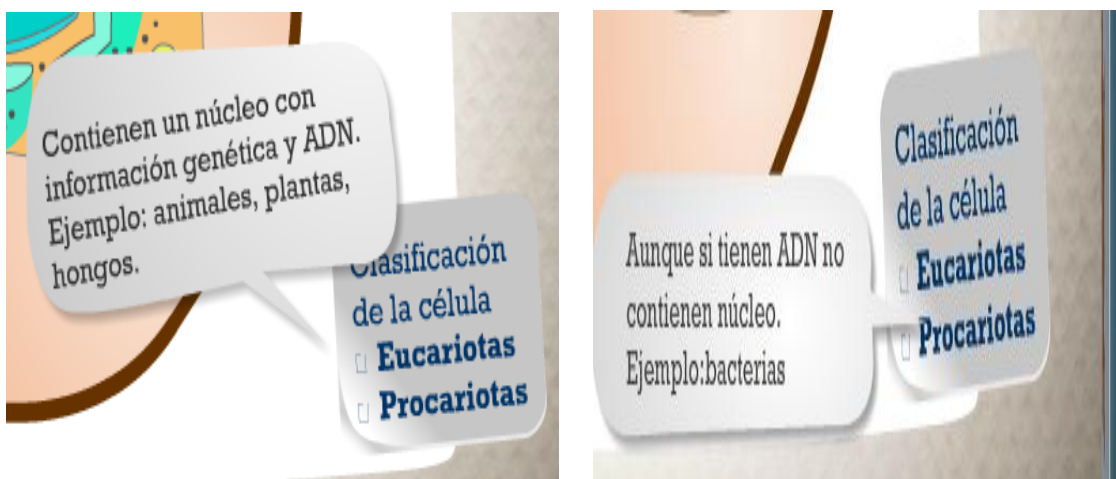 Contienen un núcleo con
información genética y ADN.
Ejemplo: animales, plantas,
hongos.
Clasificación
de la célula
Eucariotas
Procariotas
Aunque si tienen ADN no
contienen núcleo.
Ejemplo:bacterias
Clasificación
de la célula
Eucariotas
Procariotas